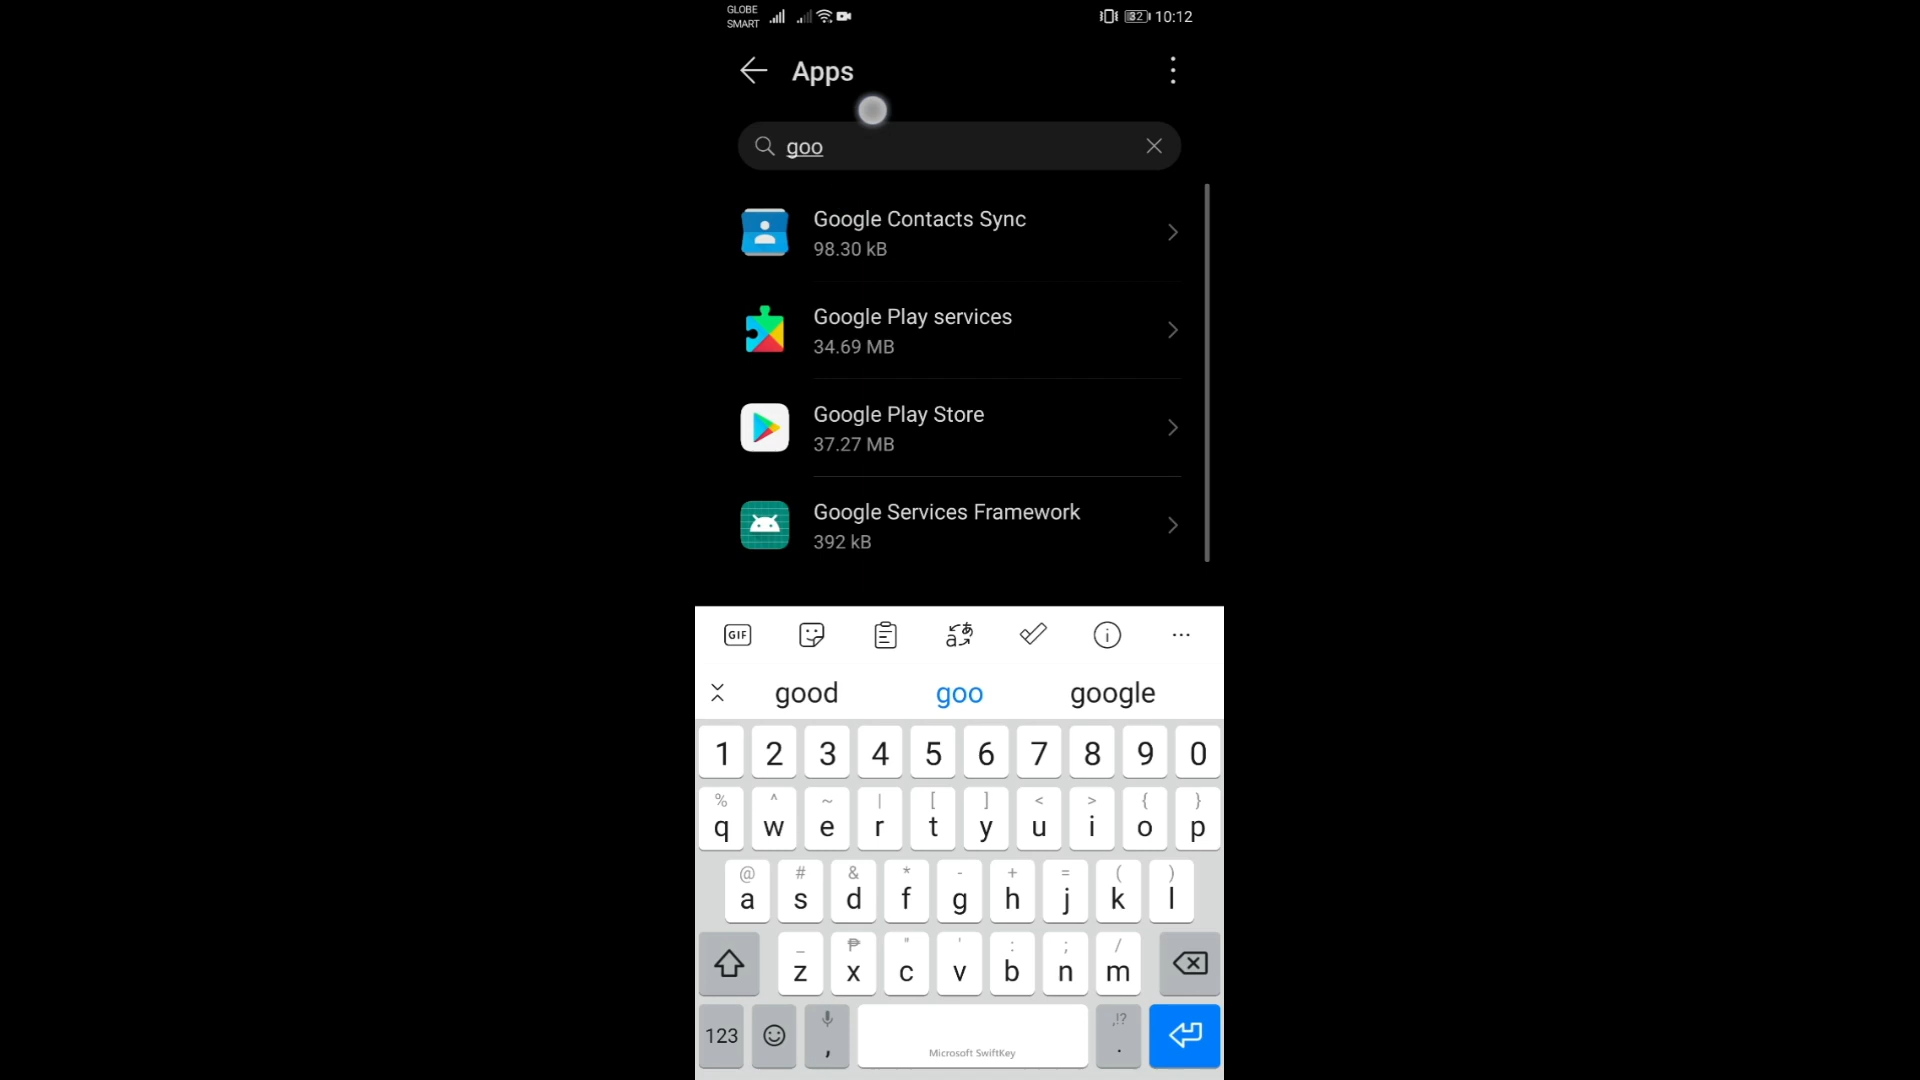 GLOBE
SMART
82 10:12
Apps
goo
Google Contacts Sync
98.30 kB
Google Play services
34.69 MB
Google Play Store
37.27 MB
Google Services Framework
392 kB
GIF
good goo google
1 2 3 4 5 6 7 8 9 0
% ^ ~ | [ ] < > { }
q w e r t y u i o p
@ # & * - + = ( )
a s d f g h j k l
_ ₱ " ' : ; /
z x c v b n m
123 , ,!? .
Microsoft SwiftKey